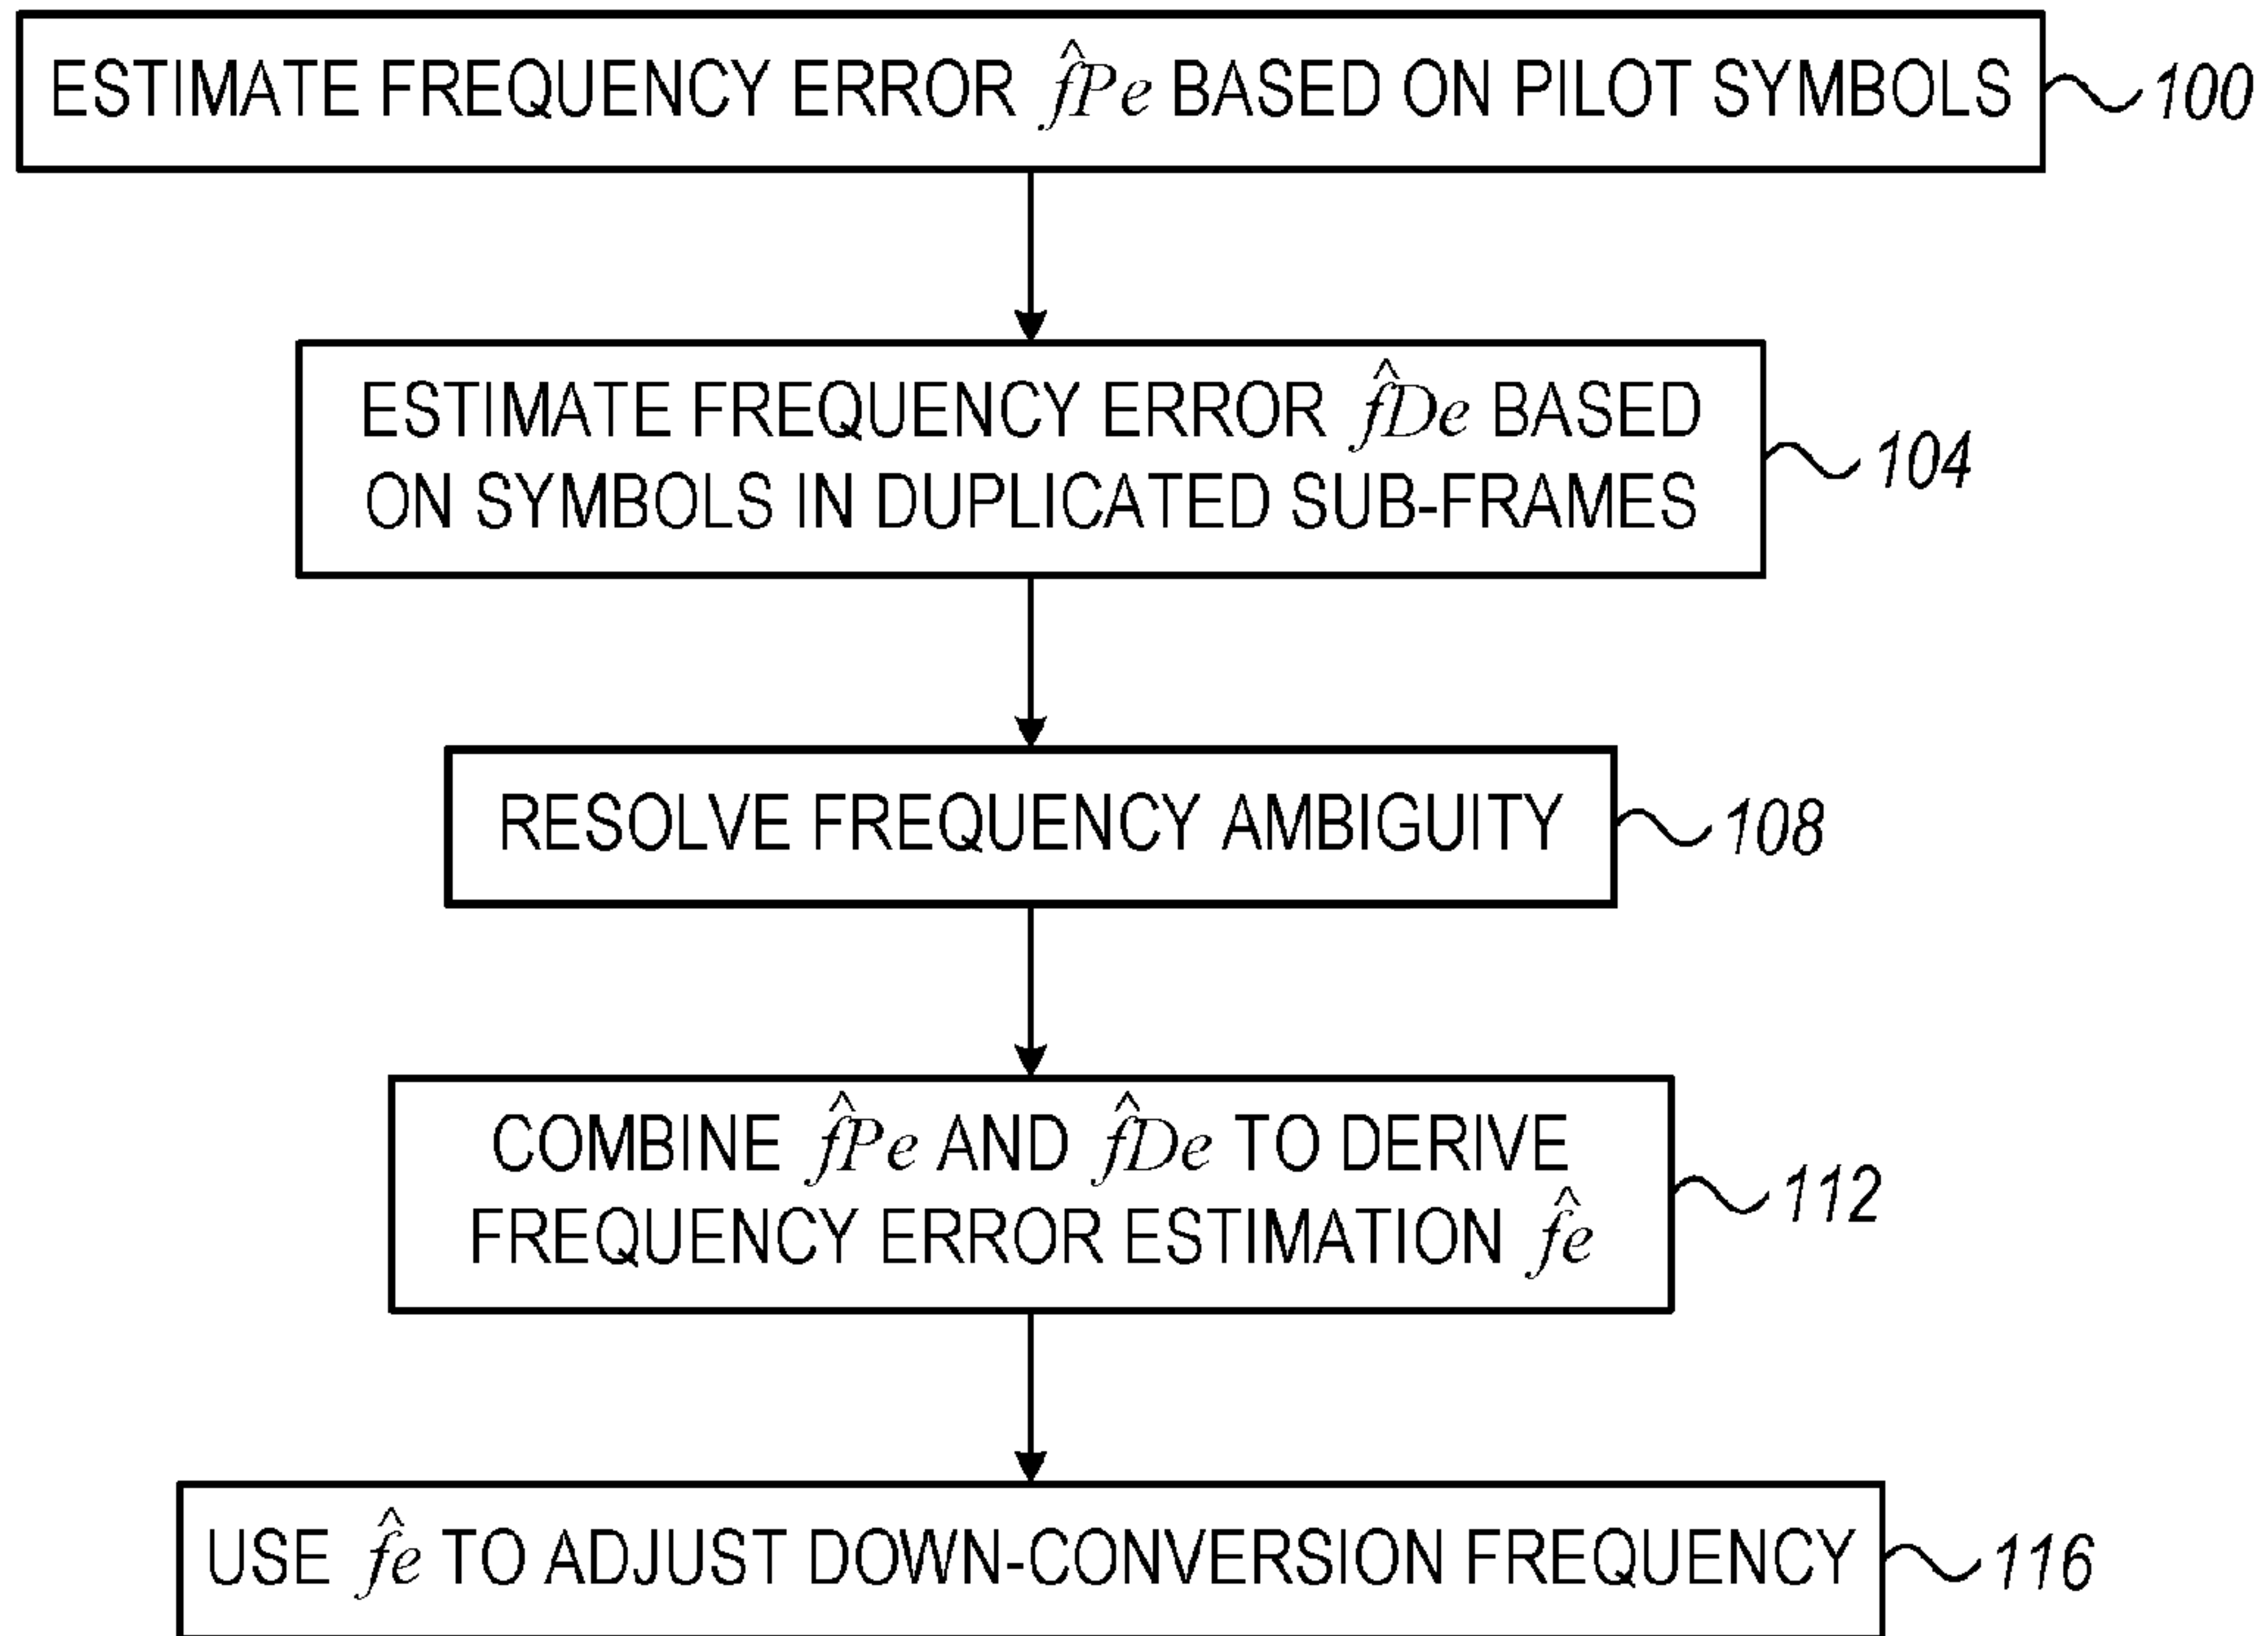 ESTIMATE FREQUENCY ERROR f̂Pe BASED ON PILOT SYMBOLS
100
ESTIMATE FREQUENCY ERROR f̂De BASED
ON SYMBOLS IN DUPLICATED SUB-FRAMES
104
RESOLVE FREQUENCY AMBIGUITY
108
COMBINE f̂Pe AND f̂De TO DERIVE
FREQUENCY ERROR ESTIMATION f̂e
112
USE f̂e TO ADJUST DOWN-CONVERSION FREQUENCY
116